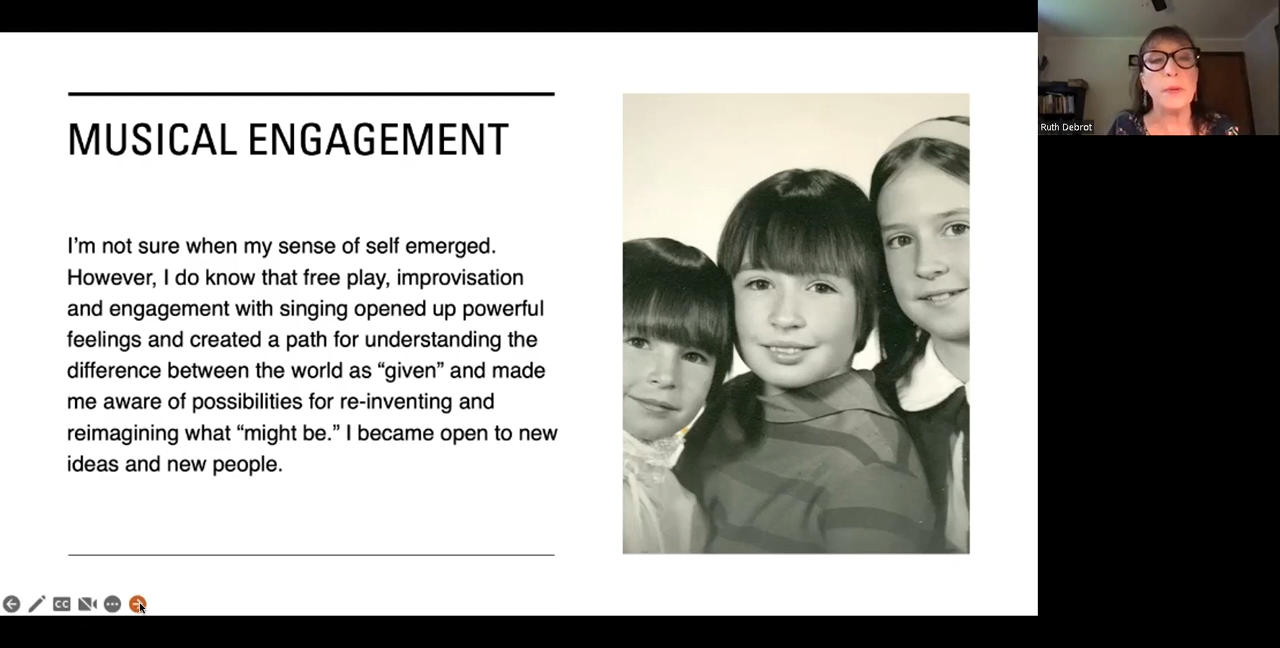 MUSICAL ENGAGEMENT
I’m not sure when my sense of self emerged.
However, I do know that free play, improvisation
and engagement with singing opened up powerful
feelings and created a path for understanding the
difference between the world as “given” and made
me aware of possibilities for re-inventing and
reimagining what “might be.” I became open to new
ideas and new people.
Ruth Debrot
CC